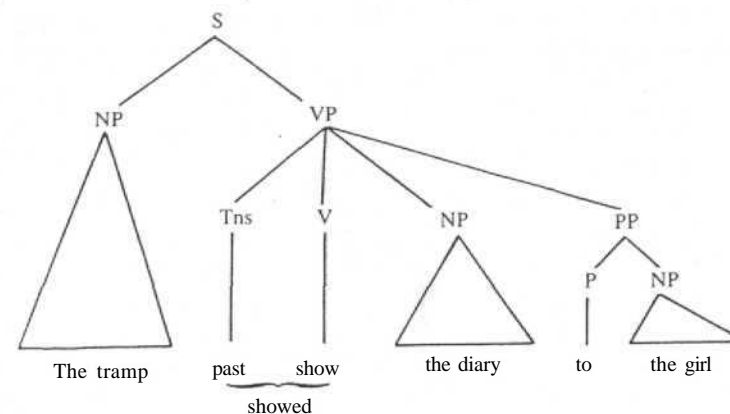 S
NP VP
Tns V NP PP
P NP
The tramp past show the diary to the girl
showed